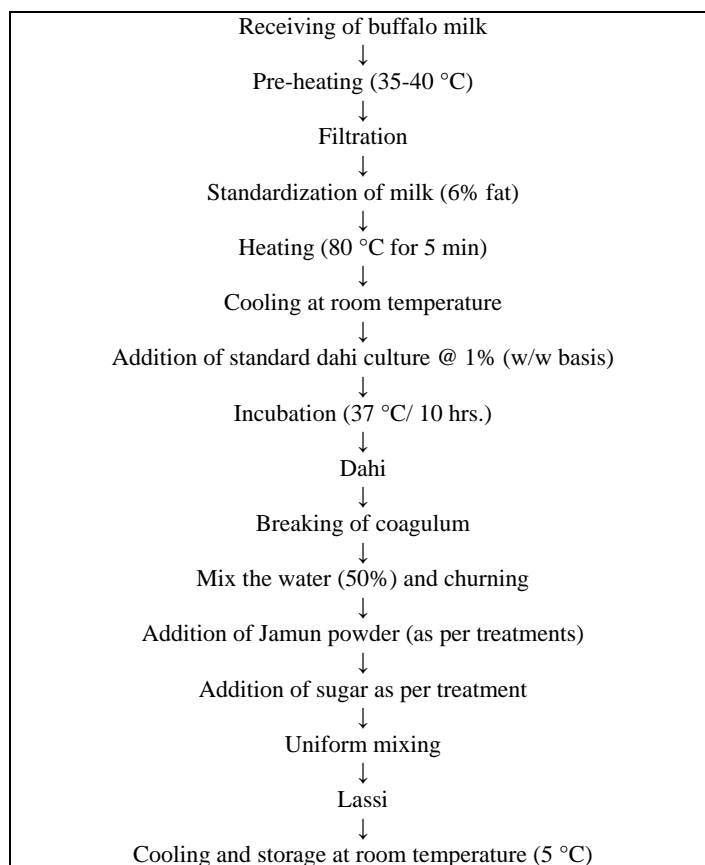 Receiving of buffalo milk
↓
Pre-heating (35-40 °C)
↓
Filtration
↓
Standardization of milk (6% fat)
↓
Heating (80 °C for 5 min)
↓
Cooling at room temperature
↓
Addition of standard dahi culture @ 1% (w/w basis)
↓
Incubation (37 °C/ 10 hrs.)
↓
Dahi
↓
Breaking of coagulum
↓
Mix the water (50%) and churning
↓
Addition of Jamun powder (as per treatments)
↓
Addition of sugar as per treatment
↓
Uniform mixing
↓
Lassi
↓
Cooling and storage at room temperature (5 °C)